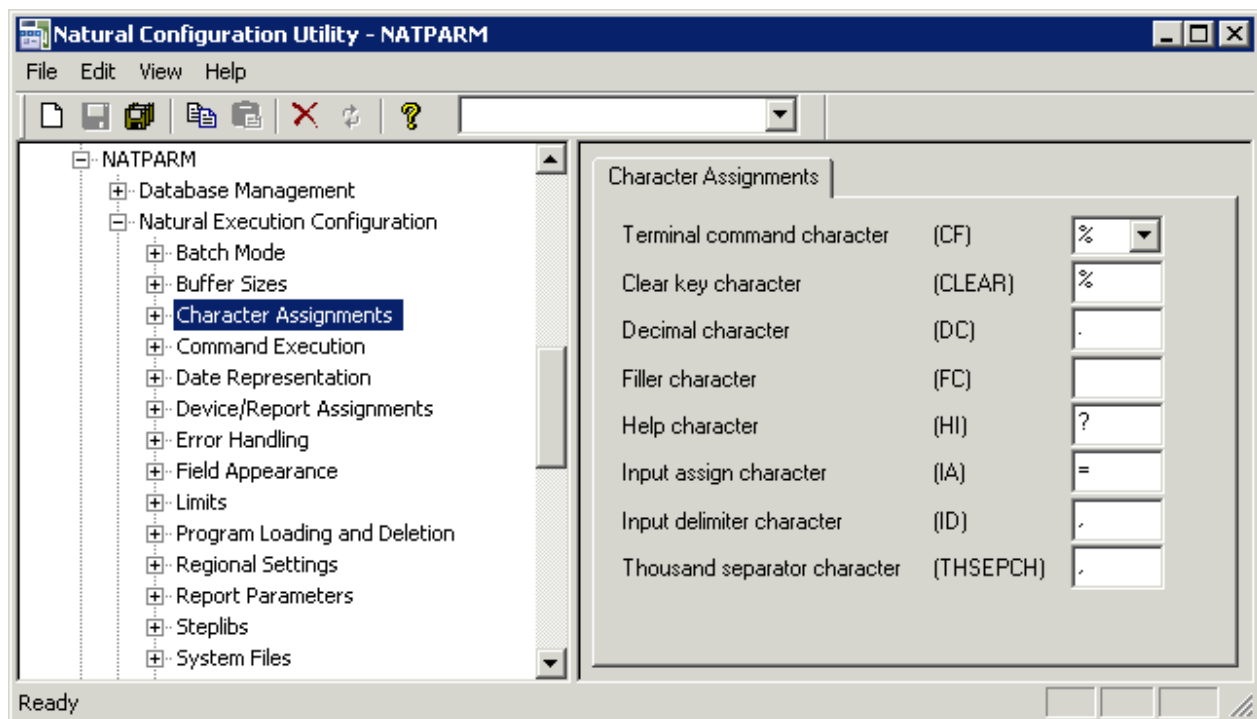 Natural Configuration Utility - NATPARM
File Edit View Help
NATPARM
Database Management
Natural Execution Configuration
Batch Mode
Buffer Sizes
Character Assignments
Command Execution
Date Representation
Device/Report Assignments
Error Handling
Field Appearance
Limits
Program Loading and Deletion
Regional Settings
Report Parameters
Steplibs
System Files
Character Assignments
Terminal command character (CF) %
Clear key character (CLEAR) %
Decimal character (DC) .
Filler character (FC)
Help character (HI) ?
Input assign character (IA) =
Input delimiter character (ID) ,
Thousand separator character (THSEPCH) ,
Ready